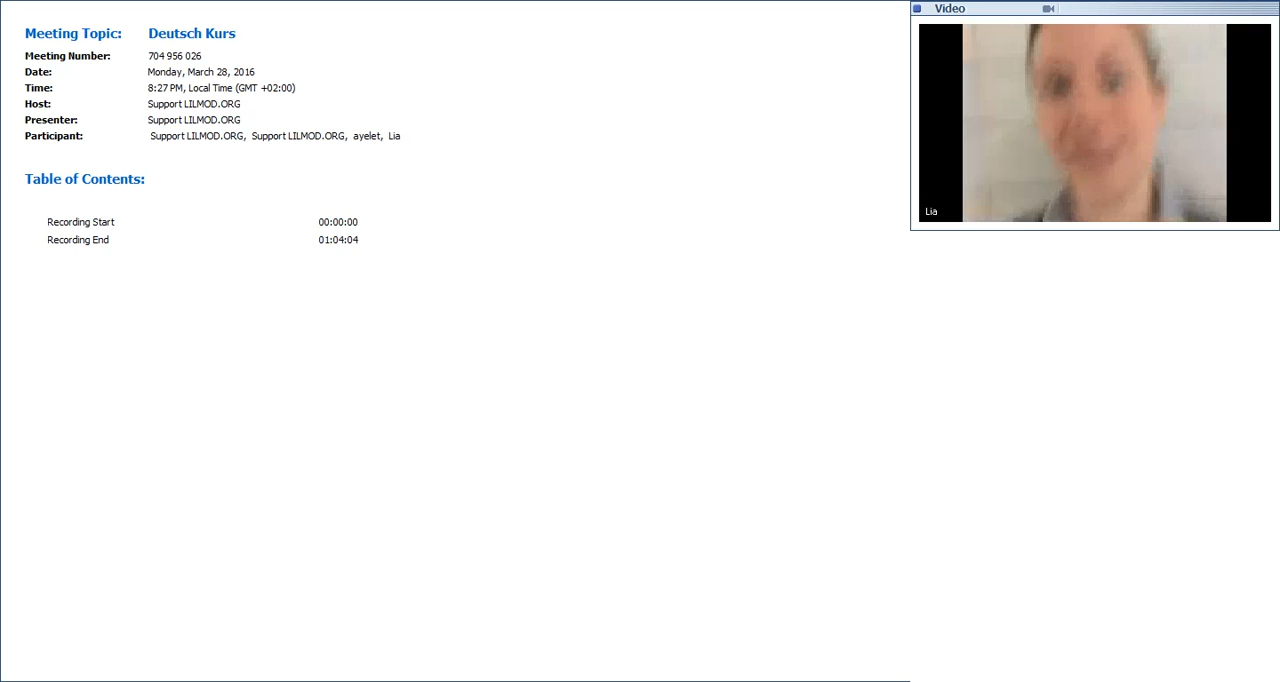 Meeting Topic: Deutsch Kurs
Meeting Number: 704 956 026
Date: Monday, March 28, 2016
Time: 8:27 PM, Local Time (GMT +02:00)
Host: Support LILMOD.ORG
Presenter: Support LILMOD.ORG
Participant: Support LILMOD.ORG, Support LILMOD.ORG, ayelet, Lia
Table of Contents:
Recording Start 00:00:00
Recording End 01:04:04
Video
Lia